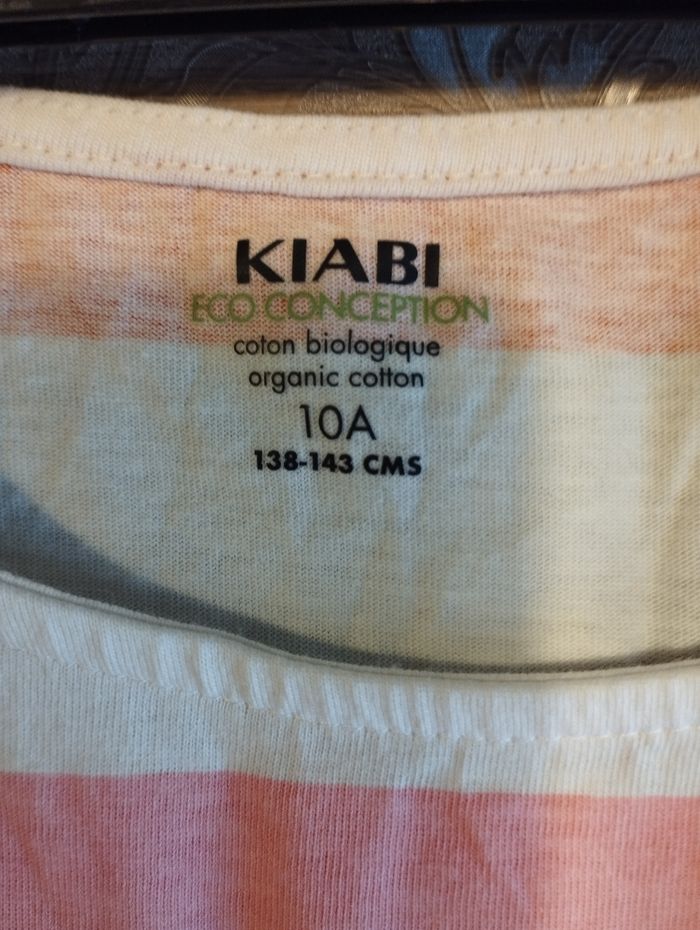 KIABI
ECO CONCEPTION
coton biologique
organic cotton
10A
138-143 CMS